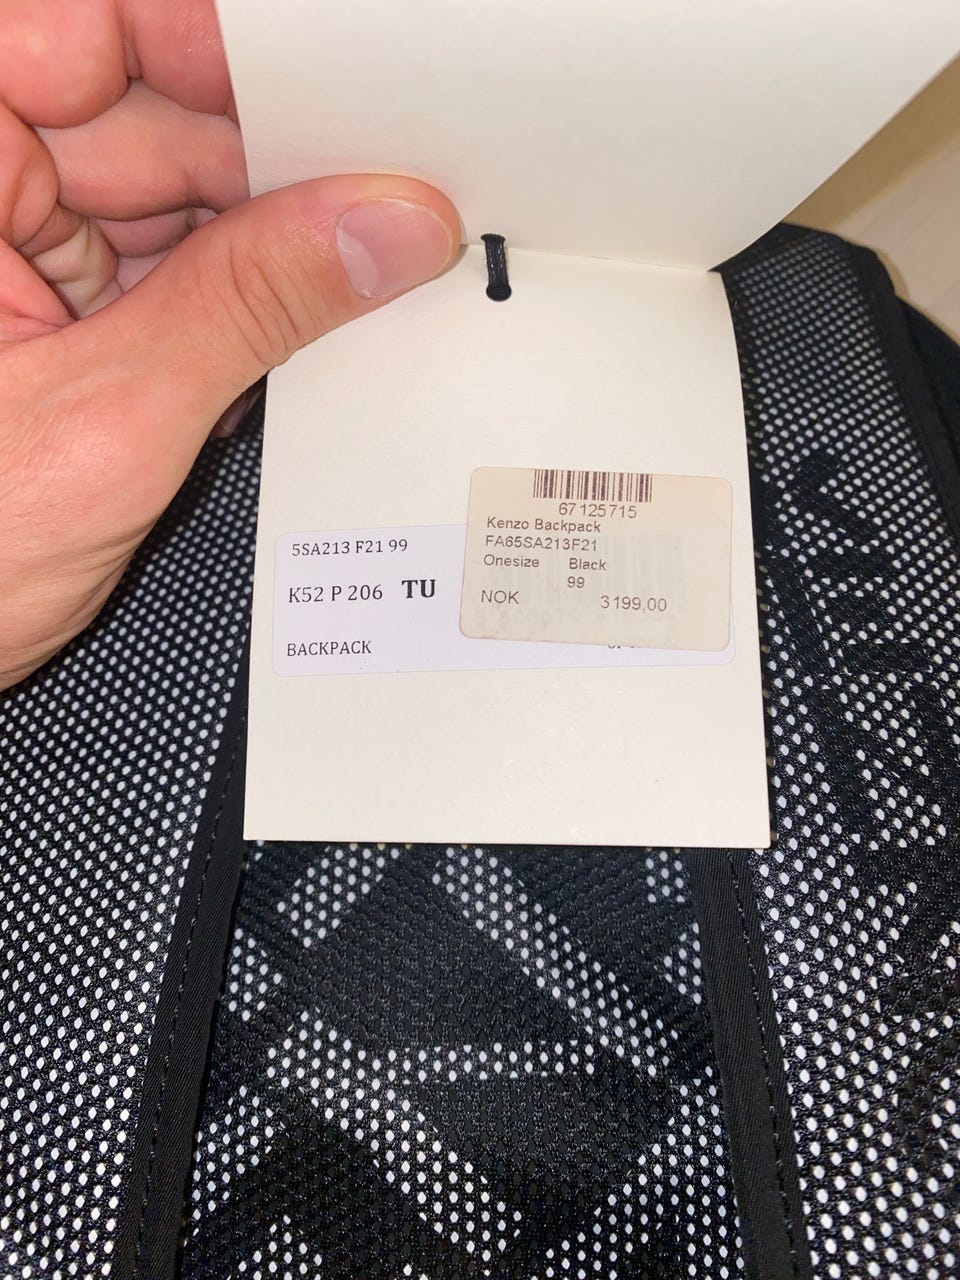 67125715
Kenzo Backpack
FA65SA213F21
Onesize Black
99
NOK 3199,00
5SA213 F21 99
K52 P 206 TU
BACKPACK